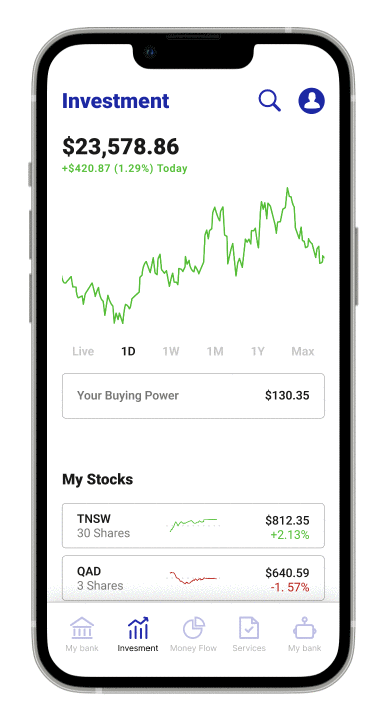 Investment
$23,578.86
+$420.87 (1.29%) Today
Live 1D 1W 1M 1Y Max
Your Buying Power $130.35
My Stocks
TNSW $812.35
30 Shares +2.13%
QAD $640.59
3 Shares -1. 57%
My bank Invesment Money Flow Services My bank